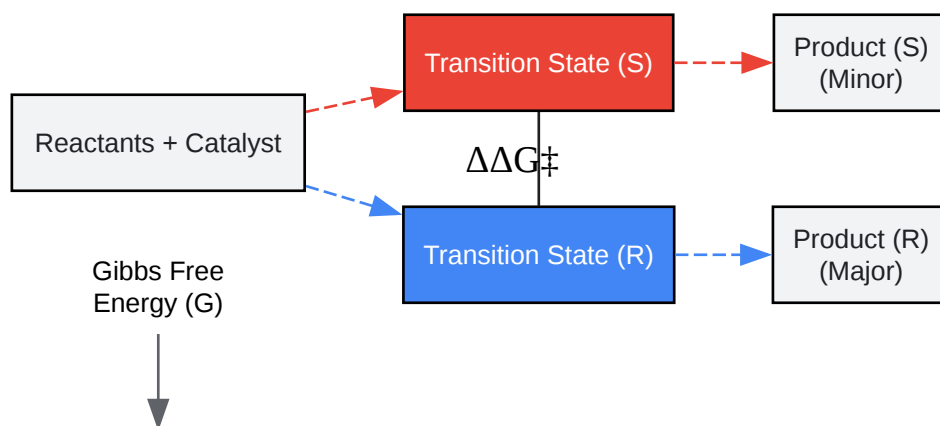 Transition State (S)
Product (S)
(Minor)
Reactants + Catalyst
ΔΔG‡
Transition State (R)
Product (R)
(Major)
Gibbs Free
Energy (G)